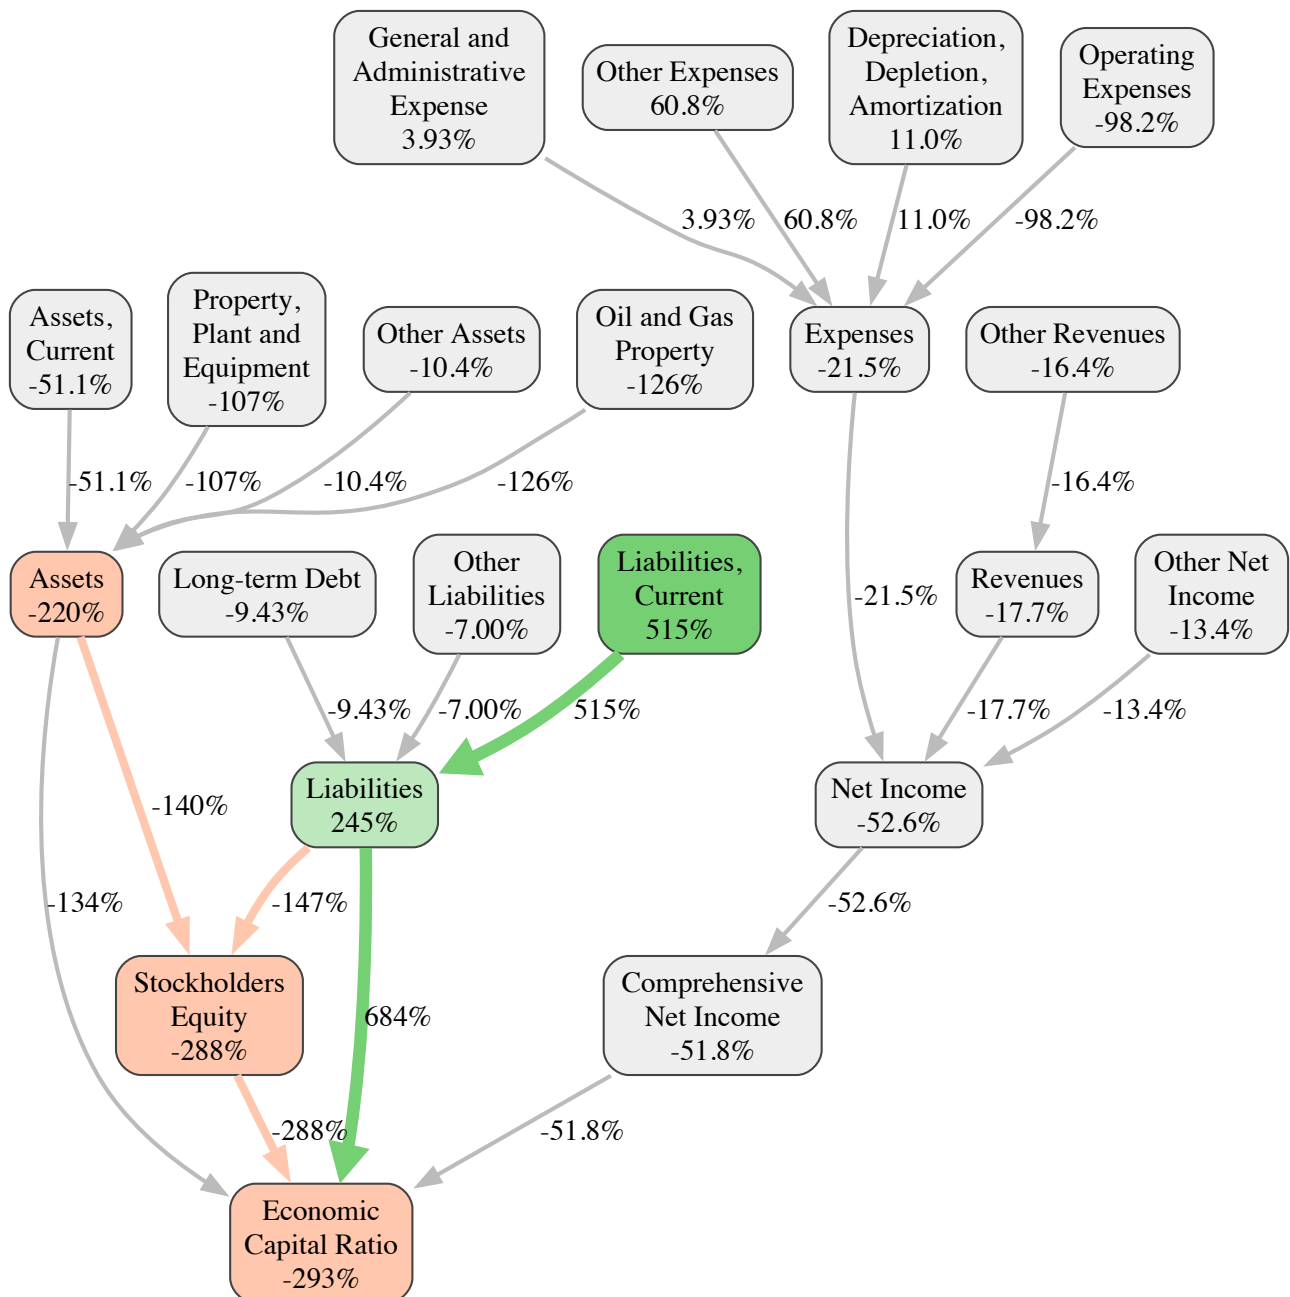 General and
Administrative
Expense
3.93%
Other Expenses
60.8%
Depreciation,
Depletion,
Amortization
11.0%
Operating
Expenses
-98.2%
3.93%
60.8%
11.0%
-98.2%
Assets,
Current
-51.1%
Property,
Plant and
Equipment
-107%
Other Assets
-10.4%
Oil and Gas
Property
-126%
Expenses
-21.5%
Other Revenues
-16.4%
-51.1%
-107%
-10.4%
-126%
-16.4%
Assets
-220%
Long-term Debt
-9.43%
Other
Liabilities
-7.00%
Liabilities,
Current
515%
-21.5%
Revenues
-17.7%
Other Net
Income
-13.4%
-9.43%
-7.00%
515%
-17.7%
-13.4%
-140%
Liabilities
245%
Net Income
-52.6%
-134%
-147%
-52.6%
Stockholders
Equity
-288%
684%
Comprehensive
Net Income
-51.8%
-288%
-51.8%
Economic
Capital Ratio
-293%